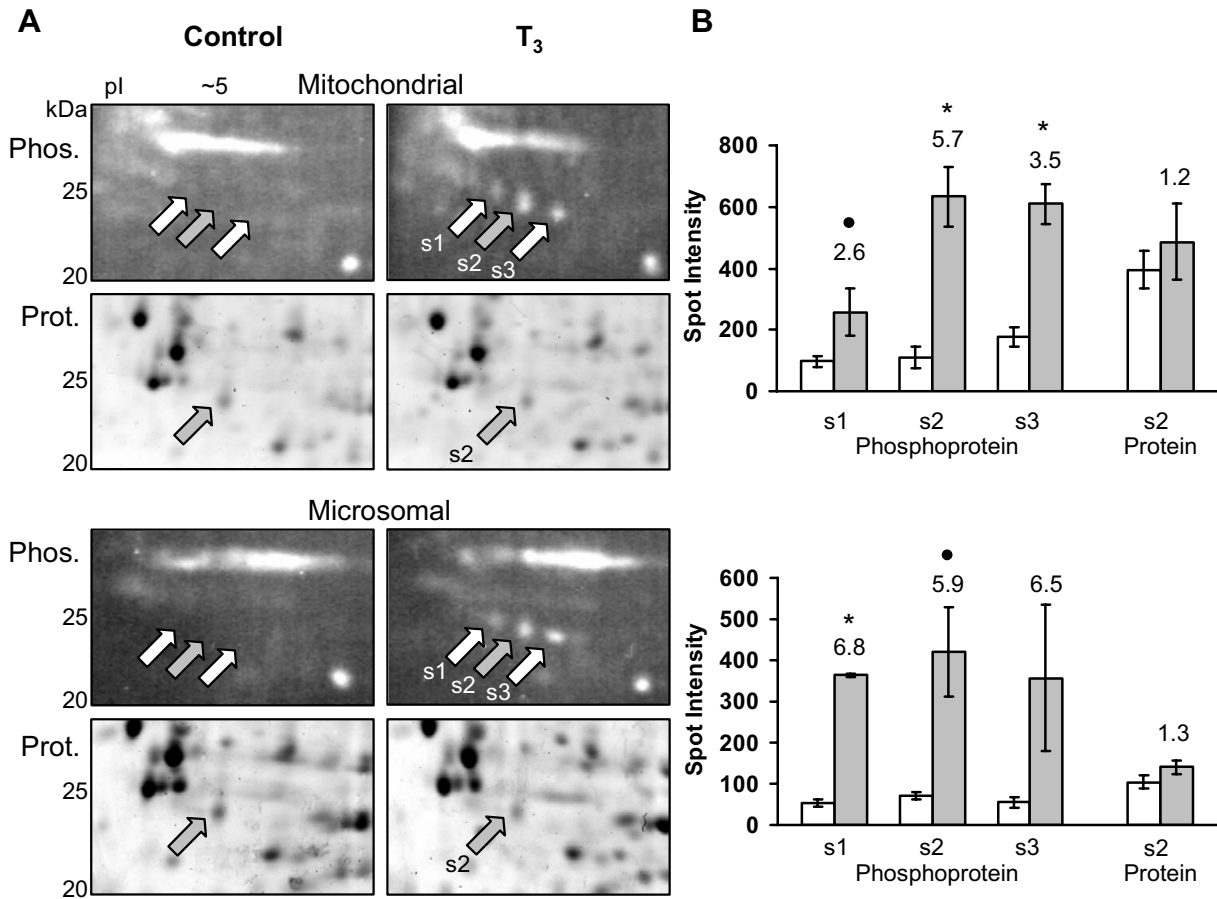 A
Control
T3
pI
~5
Mitochondrial
kDa
Phos.
25
20
s1
s2
s3
Prot.
25
20
s2
Microsomal
Phos.
25
20
s1
s2
s3
Prot.
25
20
s2
B
Spot Intensity
800
600
400
200
0
•
2.6
*
5.7
*
3.5
1.2
s1
s2
s3
s2
Phosphoprotein
Protein
Spot Intensity
600
500
400
300
200
100
0
*
6.8
•
5.9
6.5
1.3
s1
s2
s3
s2
Phosphoprotein
Protein